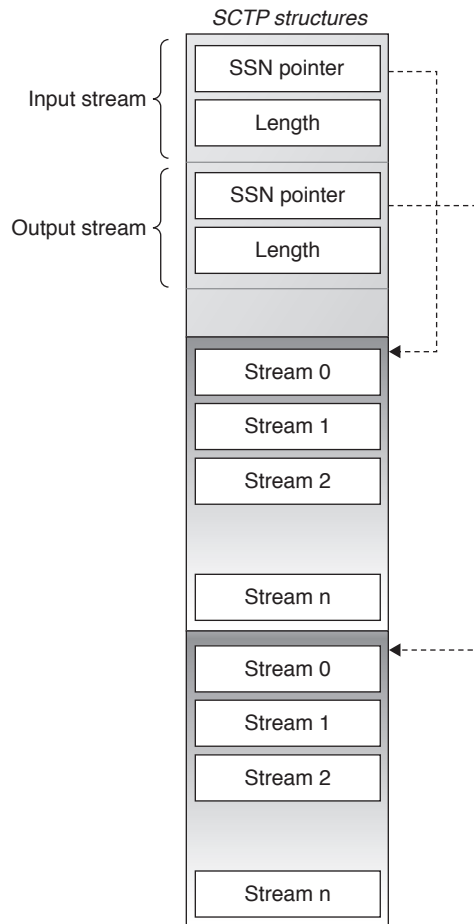 SCTP structures
Input stream
SSN pointer
Length
Output stream
SSN pointer
Length
Stream 0
Stream 1
Stream 2
Stream n
Stream 0
Stream 1
Stream 2
Stream n